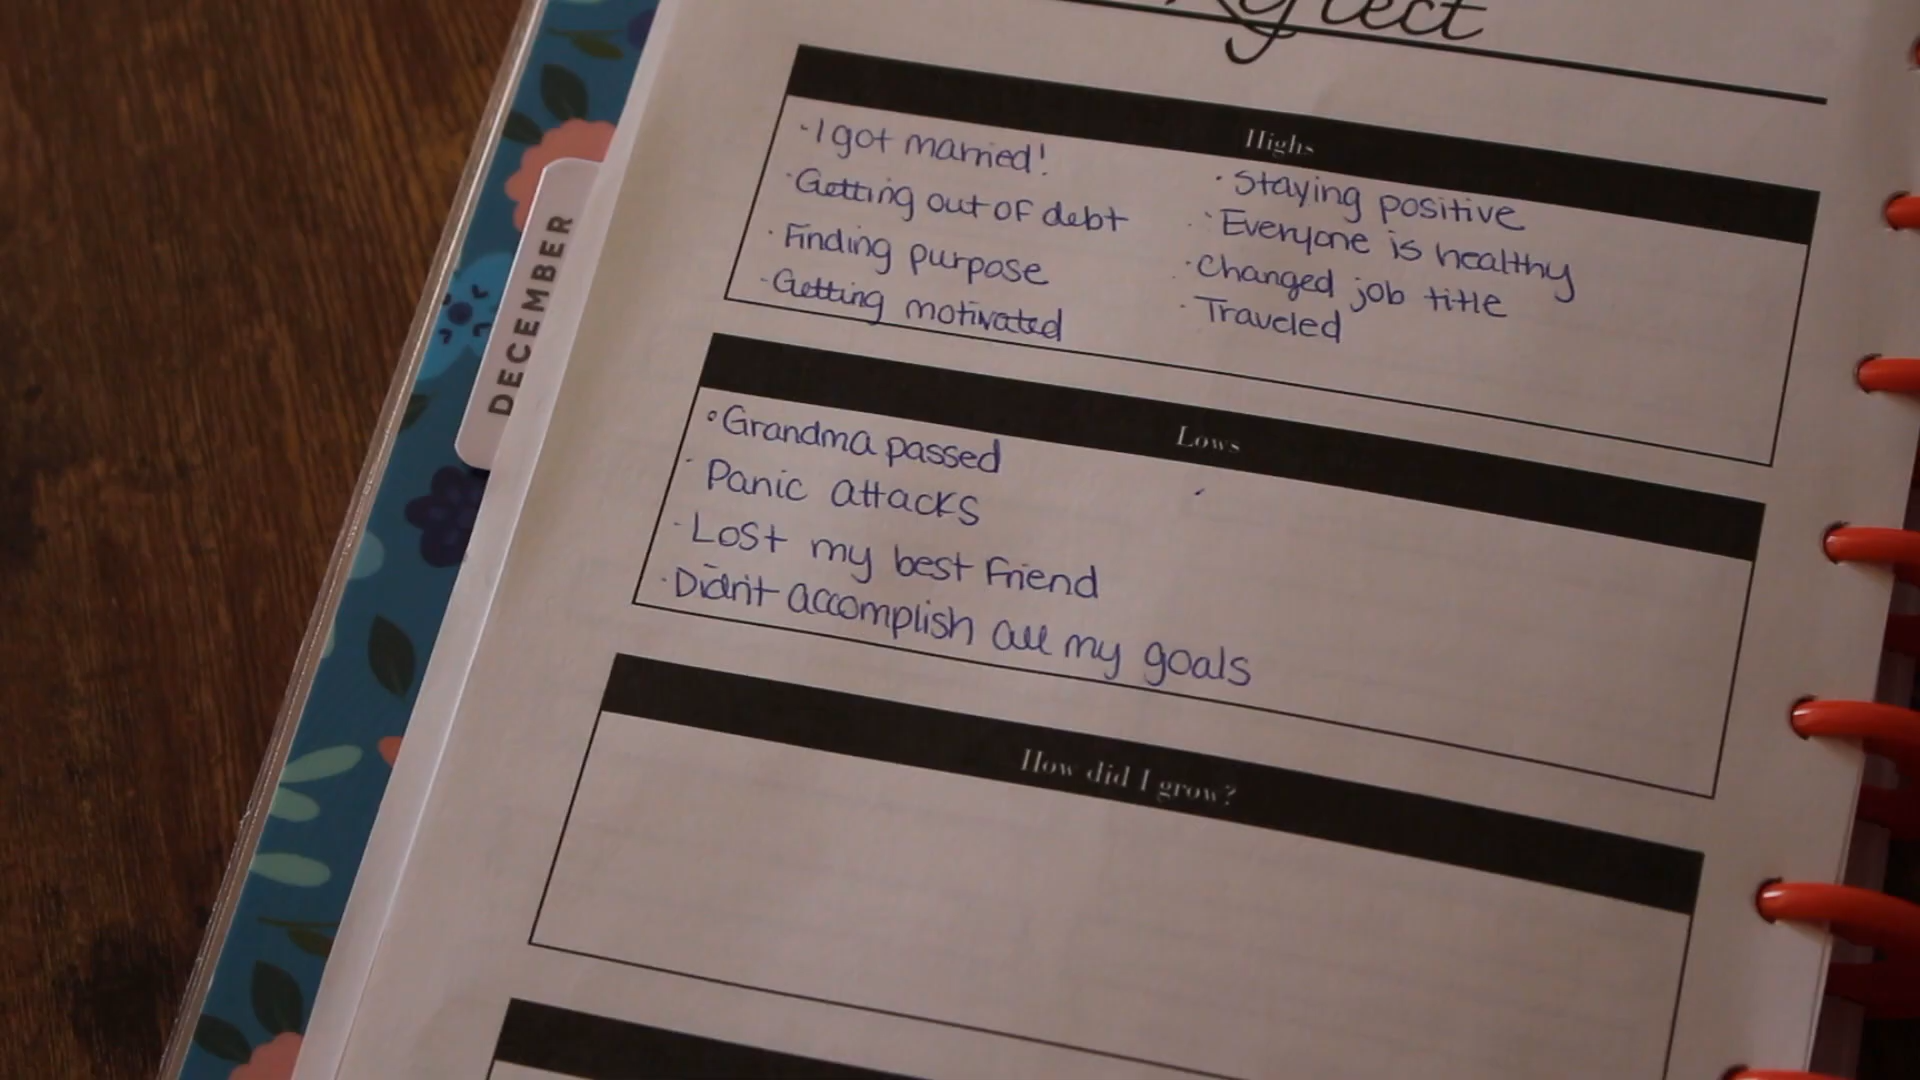 Reflect
Highs
· I got married!
· Getting out of debt
· Finding purpose
· Getting motivated
· Staying positive
· Everyone is healthy
· Changed job title
· Traveled
Lows
· Grandma passed
· Panic attacks
· Lost my best friend
· Didn't accomplish all my goals
How did I grow?
DECEMBER